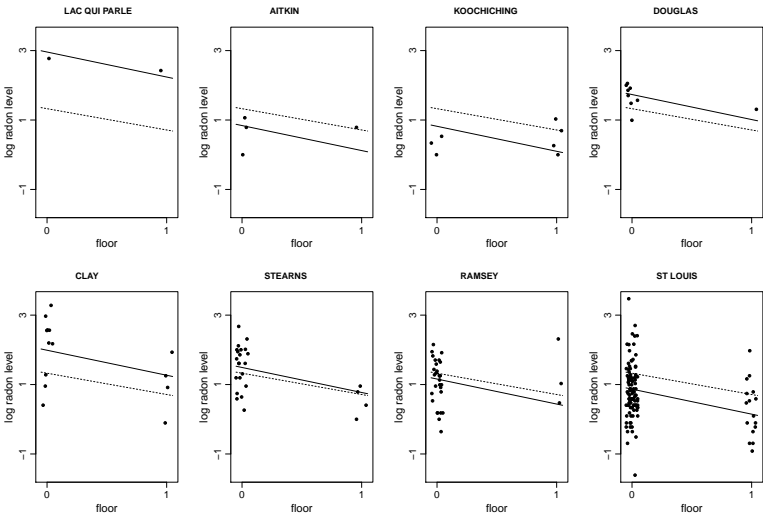 LAC QUI PARLE
AITKIN
KOOCHICHING
DOUGLAS
log radon level
3
1
−1
0
1
floor
log radon level
3
1
−1
0
1
floor
log radon level
3
1
−1
0
1
floor
log radon level
3
1
−1
0
1
floor
CLAY
STEARNS
RAMSEY
ST LOUIS
log radon level
3
1
−1
0
1
floor
log radon level
3
1
−1
0
1
floor
log radon level
3
1
−1
0
1
floor
log radon level
3
1
−1
0
1
floor